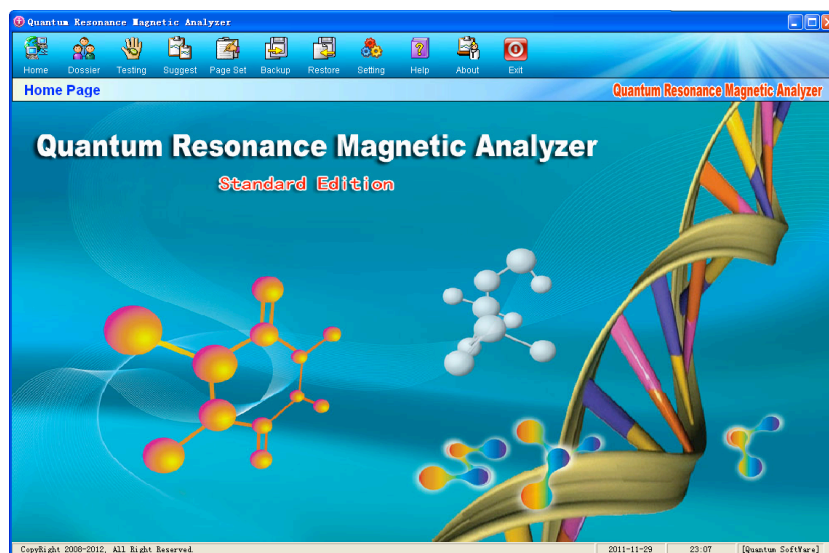 Quantum Resonance Magnetic Analyzer
Home Dossier Testing Suggest Page Set Backup Restore Setting Help About Exit
Home Page Quantum Resonance Magnetic Analyzer
Quantum Resonance Magnetic Analyzer
Standard Edition
CopyRight 2008-2012, All Right Reserved. 2011-11-29 23:07 [Quantum SoftWare]